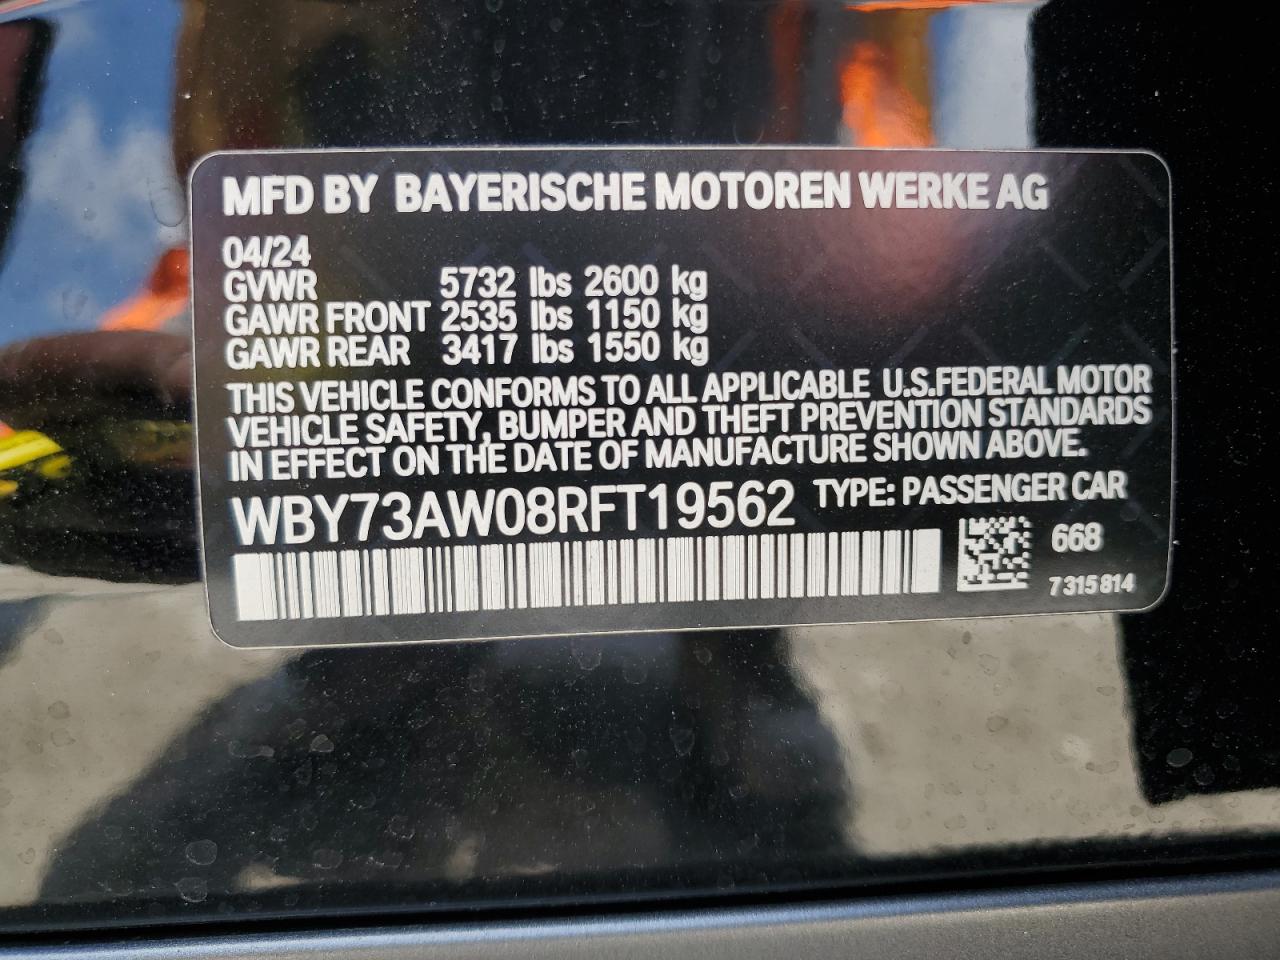 MFD BY BAYERISCHE MOTOREN WERKE AG
04/24
GVWR 5732 lbs 2600 kg
GAWR FRONT 2535 lbs 1150 kg
GAWR REAR 3417 lbs 1550 kg
THIS VEHICLE CONFORMS TO ALL APPLICABLE U.S.FEDERAL MOTOR
VEHICLE SAFETY, BUMPER AND THEFT PREVENTION STANDARDS
IN EFFECT ON THE DATE OF MANUFACTURE SHOWN ABOVE.
WBY73AW08RFT19562 TYPE: PASSENGER CAR
668
7315814